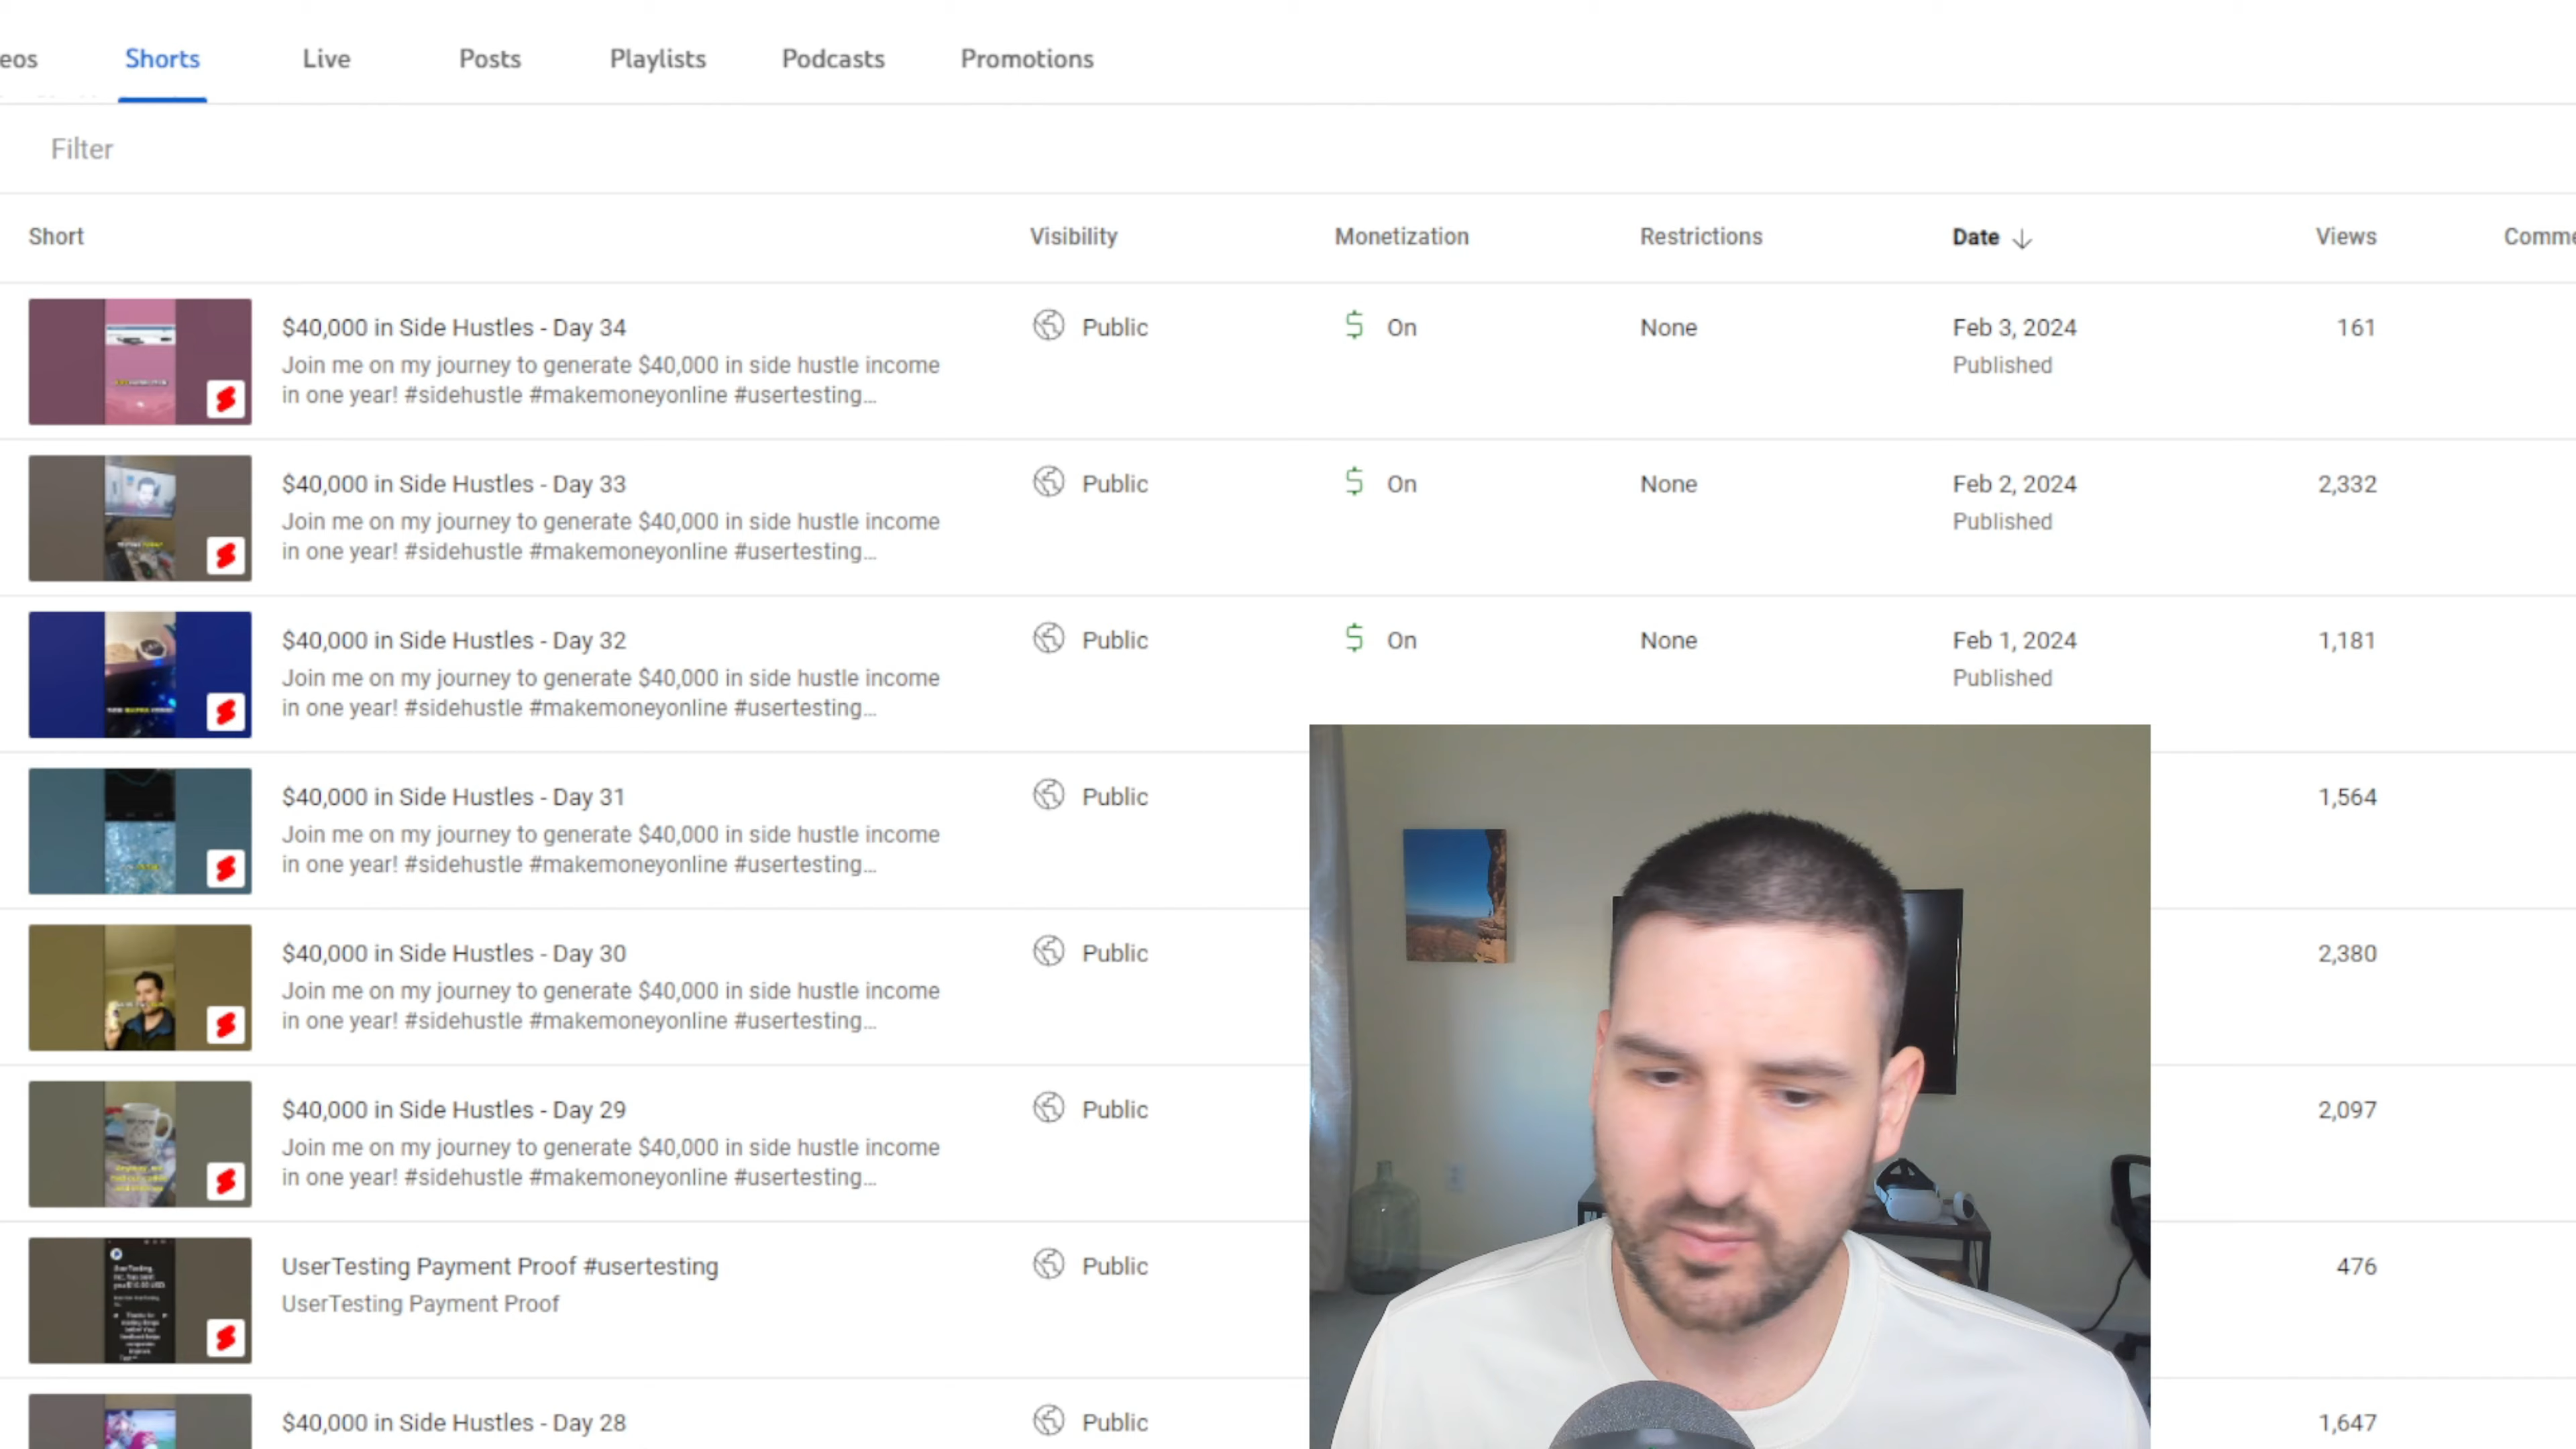 eos Shorts Live Posts Playlists Podcasts Promotions
Filter
Short Visibility Monetization Restrictions Date Views Comme
$40,000 in Side Hustles - Day 34 Public On None Feb 3, 2024 161
Join me on my journey to generate $40,000 in side hustle income Published
in one year! #sidehustle #makemoneyonline #usertesting...
$40,000 in Side Hustles - Day 33 Public On None Feb 2, 2024 2,332
Join me on my journey to generate $40,000 in side hustle income Published
in one year! #sidehustle #makemoneyonline #usertesting...
$40,000 in Side Hustles - Day 32 Public On None Feb 1, 2024 1,181
Join me on my journey to generate $40,000 in side hustle income Published
in one year! #sidehustle #makemoneyonline #usertesting...
$40,000 in Side Hustles - Day 31 Public 1,564
Join me on my journey to generate $40,000 in side hustle income
in one year! #sidehustle #makemoneyonline #usertesting...
$40,000 in Side Hustles - Day 30 Public 2,380
Join me on my journey to generate $40,000 in side hustle income
in one year! #sidehustle #makemoneyonline #usertesting...
$40,000 in Side Hustles - Day 29 Public 2,097
Join me on my journey to generate $40,000 in side hustle income
in one year! #sidehustle #makemoneyonline #usertesting...
UserTesting Payment Proof #usertesting Public 476
UserTesting Payment Proof
$40,000 in Side Hustles - Day 28 Public 1,647